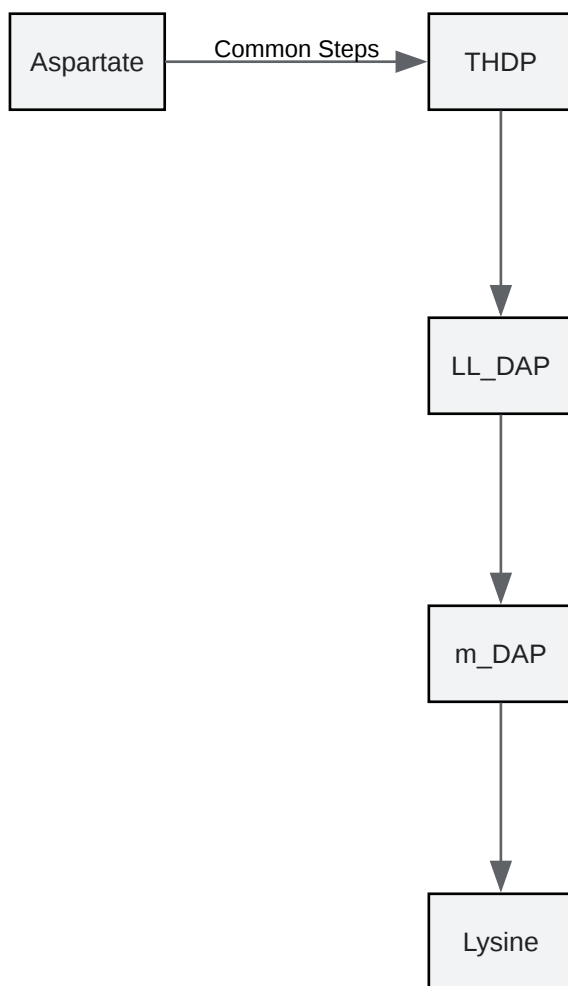 Aspartate
Common Steps
THDP
LL_DAP
m_DAP
Lysine